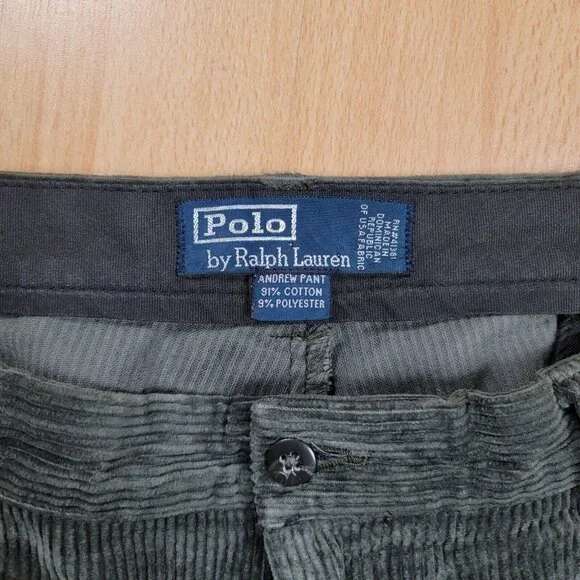 Polo
by Ralph Lauren
RN#41381
MADE IN
DOMINICAN
REPUBLIC
OF USA FABRIC
ANDREW PANT
91% COTTON
9% POLYESTER